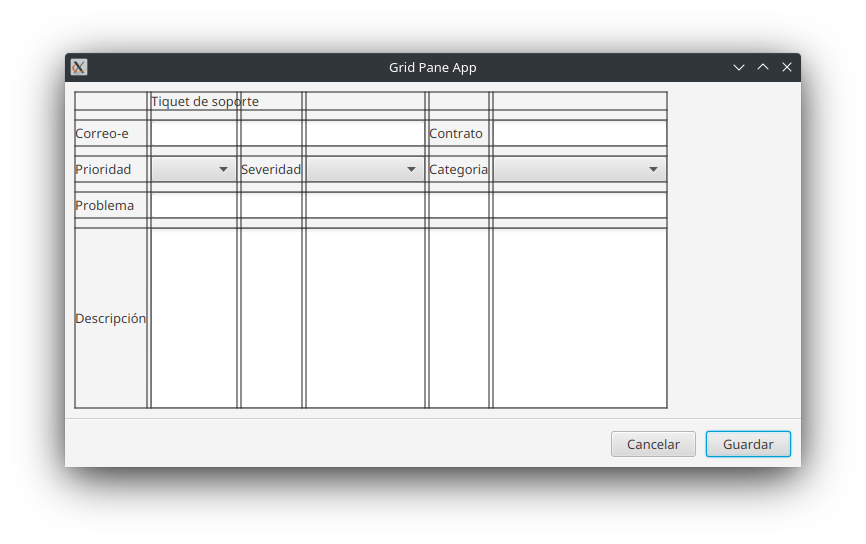 Grid Pane App
Tiquet de soporte
Correo-e Contrato
Prioridad Severidad Categoria
Problema
Descripción
Cancelar Guardar